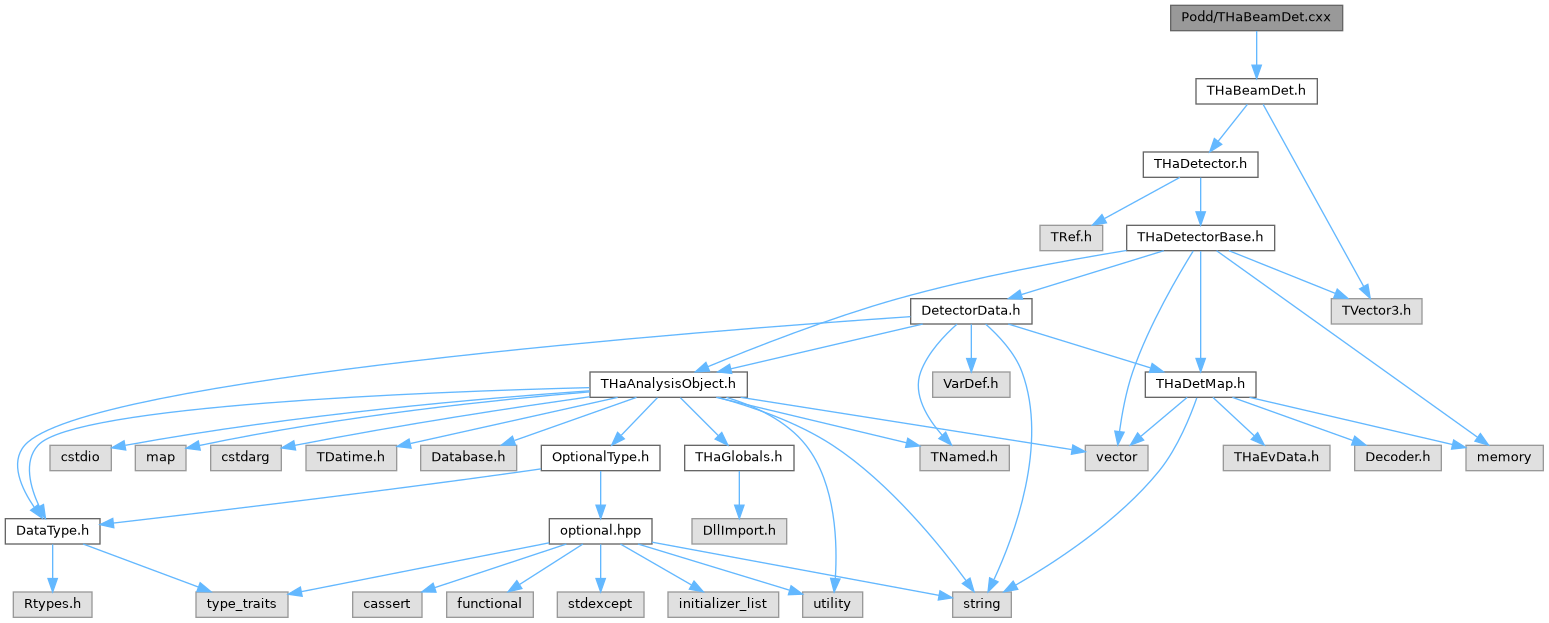 Podd/THaBeamDet.cxx
THaBeamDet.h
THaDetector.h
TRef.h
THaDetectorBase.h
DetectorData.h
TVector3.h
THaAnalysisObject.h
VarDef.h
THaDetMap.h
cstdio
map
cstdarg
TDatime.h
Database.h
OptionalType.h
THaGlobals.h
TNamed.h
vector
THaEvData.h
Decoder.h
memory
DataType.h
optional.hpp
DllImport.h
Rtypes.h
type_traits
cassert
functional
stdexcept
initializer_list
utility
string